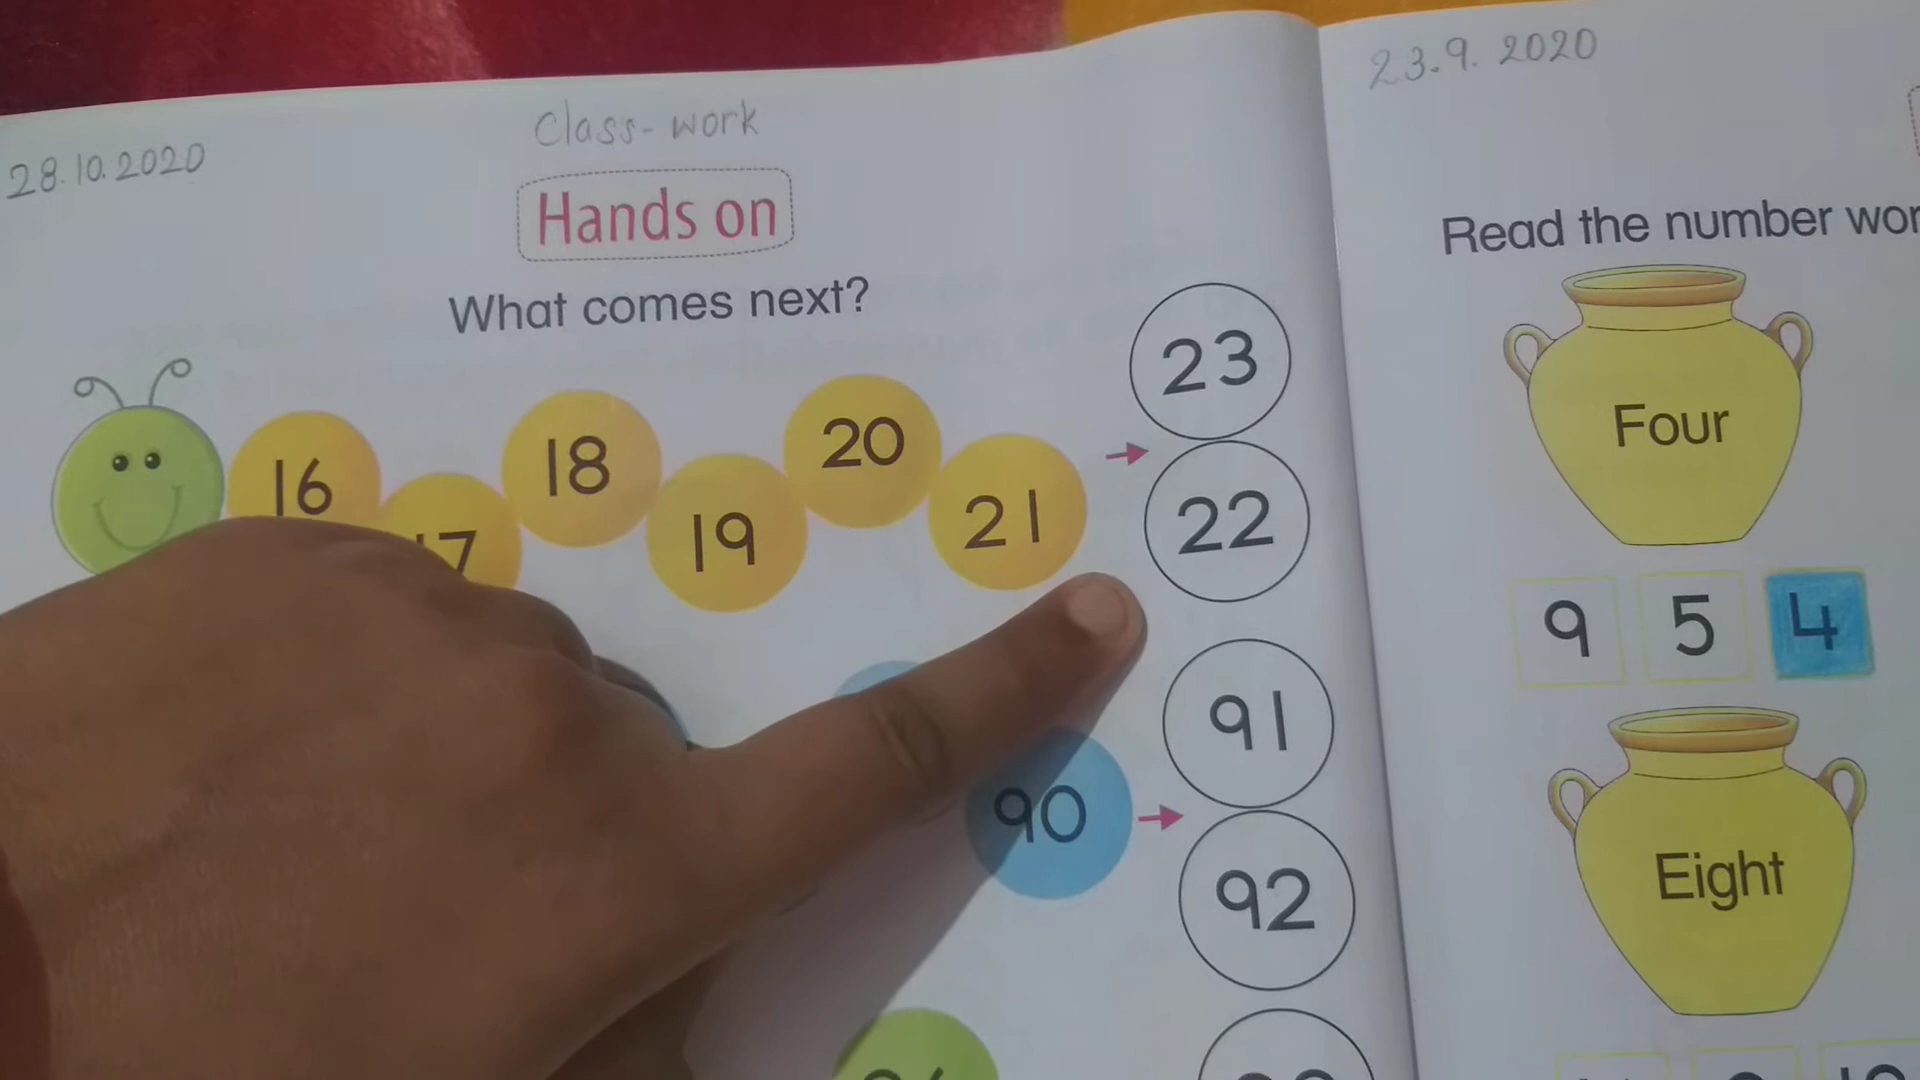 28.10.2020
Class-work
Hands on
What comes next?
16
17
18
19
20
21
23
22
90
91
92
23.9.2020
Read the number
Four
9 5 4
Eight